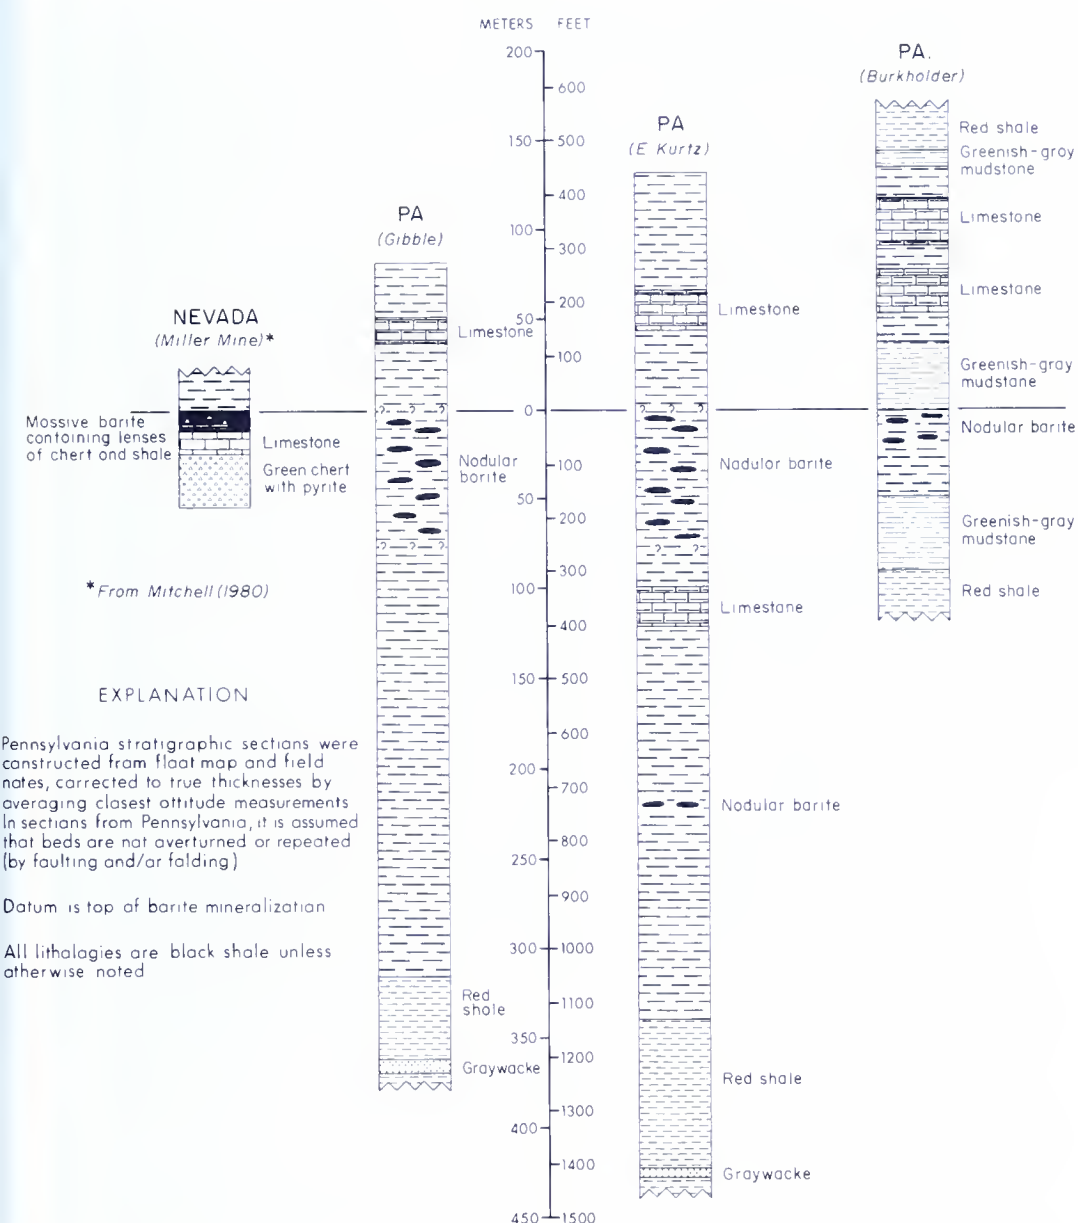 METERS FEET
200
600
150
500
400
100
300
200
50
100
0
100
50
200
300
100
400
150
500
600
200
700
800
250
900
300
1000
1100
350
1200
1300
400
1400
450
1500
NEVADA
(Miller Mine)*
Massive barite
containing lenses
of chert and shale
Limestone
Green chert
with pyrite
*From Mitchell (1980)
PA
(Gibble)
Limestone
? ? ?
Nodular
barite
? ? ?
Red
shale
Graywacke
PA
(E Kurtz)
Limestone
? ? ?
Nodular barite
? ? ?
Limestone
Nodular barite
Red shale
Graywacke
PA.
(Burkholder)
Red shale
Greenish-gray
mudstone
Limestone
Limestone
Greenish-gray
mudstone
Nodular barite
Greenish-gray
mudstone
Red shale
EXPLANATION
Pennsylvania stratigraphic sections were
constructed from float map and field
notes, corrected to true thicknesses by
averaging closest attitude measurements
In sections from Pennsylvania, it is assumed
that beds are not overturned or repeated
(by faulting and/or folding)
Datum is top of barite mineralization
All lithologies are black shale unless
otherwise noted